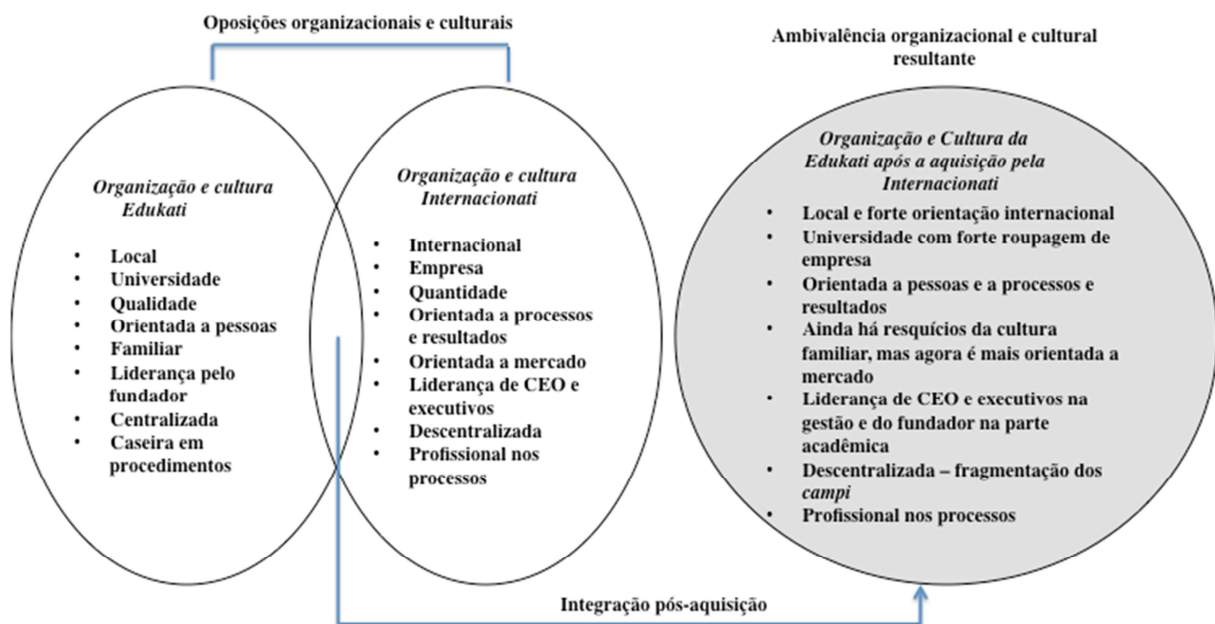 Oposições organizacionais e culturais
Ambivalência organizacional e cultural
resultante
Organização e cultura
Edukati
• Local
• Universidade
• Qualidade
• Orientada a pessoas
• Familiar
• Liderança pelo
fundador
• Centralizada
• Caseira em
procedimentos
Organização e cultura
Internacionati
• Internacional
• Empresa
• Quantidade
• Orientada a processos
e resultados
• Orientada a mercado
• Liderança de CEO e
executivos
• Descentralizada
• Profissional nos
processos
Organização e Cultura da
Edukati após a aquisição pela
Internacionati
• Local e forte orientação internacional
• Universidade com forte roupagem de
empresa
• Orientada a pessoas e a processos e
resultados
• Ainda há resquícios da cultura
familiar, mas agora é mais orientada a
mercado
• Liderança de CEO e executivos na
gestão e do fundador na parte
acadêmica
• Descentralizada – fragmentação dos
campi
• Profissional nos processos
Integração pós-aquisição